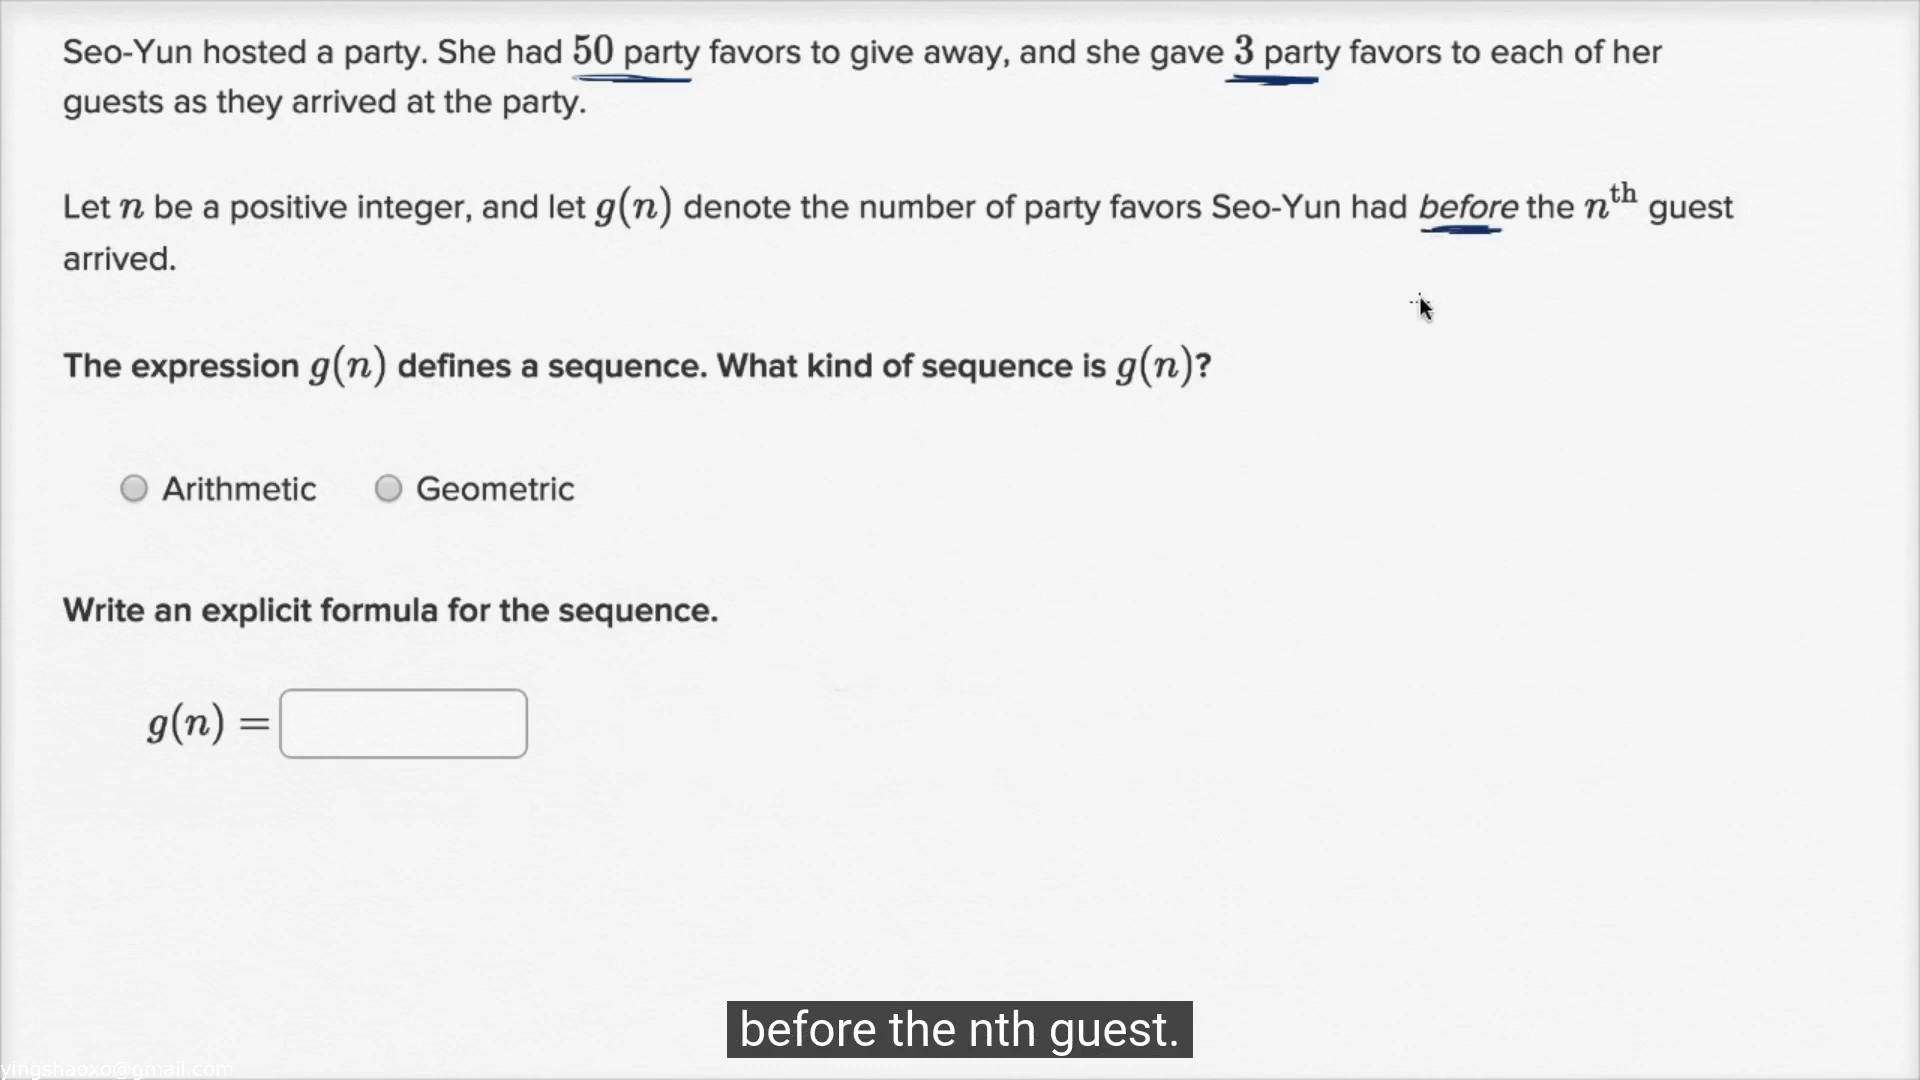 Seo-Yun hosted a party. She had 50 party favors to give away, and she gave 3 party favors to each of her
guests as they arrived at the party.
Let n be a positive integer, and let g(n) denote the number of party favors Seo-Yun had before the nth guest
arrived.
The expression g(n) defines a sequence. What kind of sequence is g(n)?
Arithmetic Geometric
Write an explicit formula for the sequence.
g(n) =
before the nth guest.
yingshaoxo@gmail.com